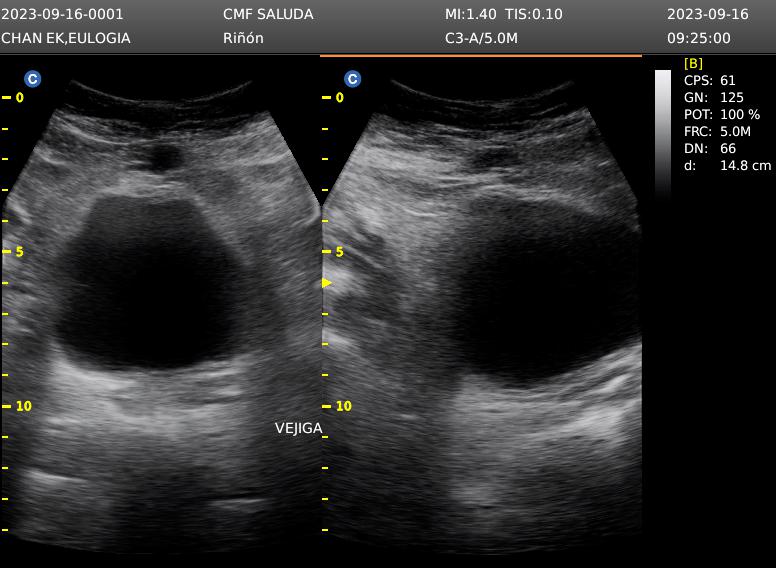 2023-09-16-0001 CMF SALUDA MI:1.40 TIS:0.10 2023-09-16
CHAN EK,EULOGIA Riñón C3-A/5.0M 09:25:00
C C [B]
0 0 CPS: 61
GN: 125
POT: 100 %
FRC: 5.0M
DN: 66
d: 14.8 cm
5 5
10 10
VEJIGA